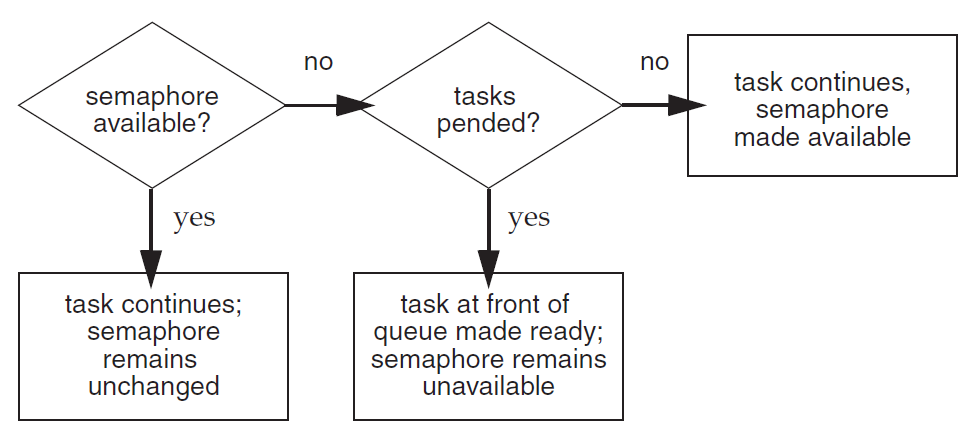 semaphore
available?
no
tasks
pended?
no
task continues,
semaphore
made available
yes
yes
task continues;
semaphore
remains
unchanged
task at front of
queue made ready;
semaphore remains
unavailable